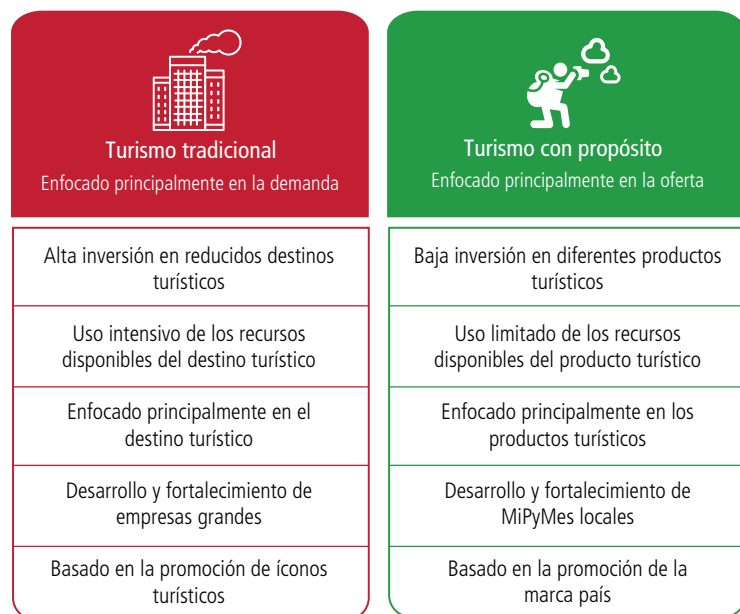 Turismo tradicional
Enfocado principalmente en la demanda
Alta inversión en reducidos destinos
turísticos
Uso intensivo de los recursos
disponibles del destino turístico
Enfocado principalmente en el
destino turístico
Desarrollo y fortalecimiento de
empresas grandes
Basado en la promoción de íconos
turísticos
Turismo con propósito
Enfocado principalmente en la oferta
Baja inversión en diferentes productos
turísticos
Uso limitado de los recursos
disponibles del producto turístico
Enfocado principalmente en los
productos turísticos
Desarrollo y fortalecimiento de
MiPyMes locales
Basado en la promoción de la
marca país